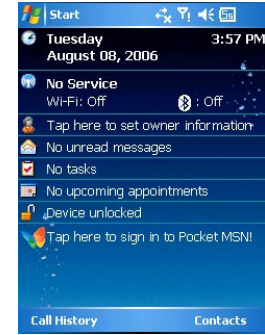 Start
Tuesday 3:57 PM
August 08, 2006
No Service
Wi-Fi: Off : Off
Tap here to set owner information
No unread messages
No tasks
No upcoming appointments
Device unlocked
Tap here to sign in to Pocket MSN!
Call History Contacts